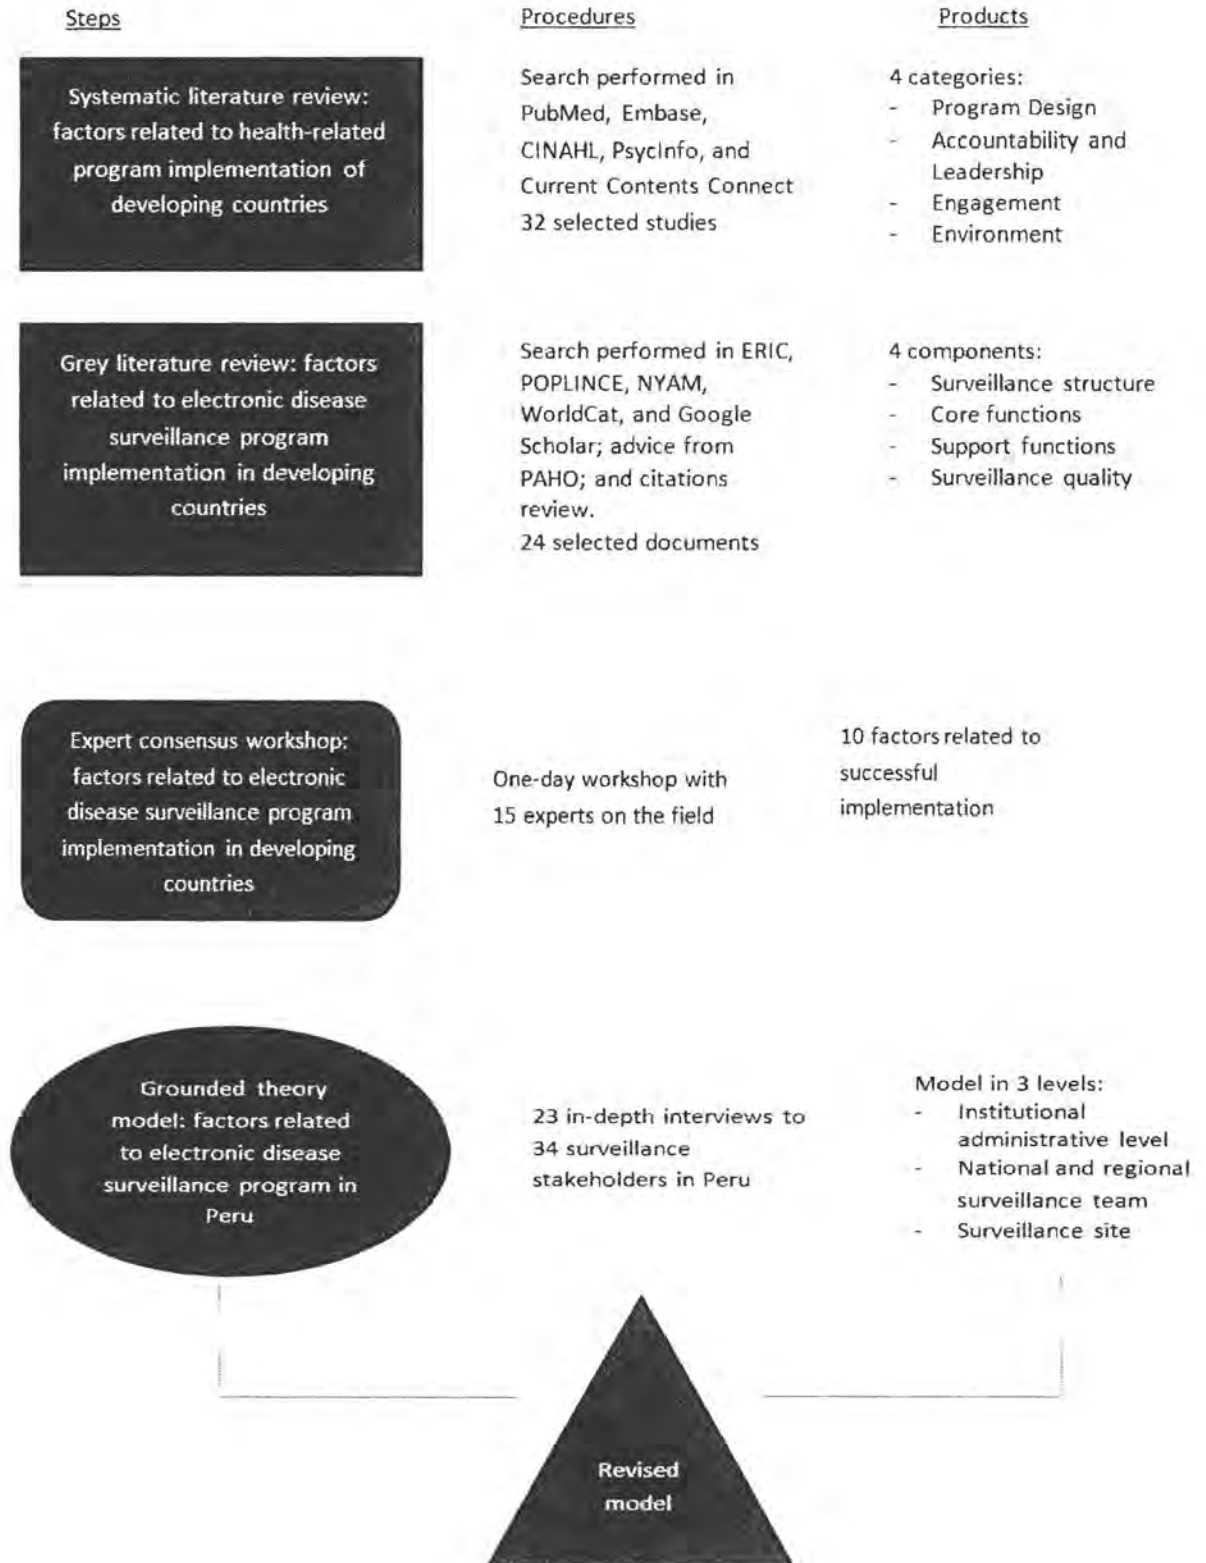 Steps
Procedures
Products
Systematic literature review:
factors related to health-related
program implementation of
developing countries
Search performed in
PubMed, Embase,
CINAHL, PsycInfo, and
Current Contents Connect
32 selected studies
4 categories:
- Program Design
- Accountability and
Leadership
- Engagement
- Environment
Grey literature review: factors
related to electronic disease
surveillance program
implementation in developing
countries
Search performed in ERIC,
POPLINCE, NYAM,
WorldCat, and Google
Scholar; advice from
PAHO; and citations
review.
24 selected documents
4 components:
- Surveillance structure
- Core functions
- Support functions
- Surveillance quality
Expert consensus workshop:
factors related to electronic
disease surveillance program
implementation in developing
countries
One-day workshop with
15 experts on the field
10 factors related to
successful
implementation
Grounded theory
model: factors related
to electronic disease
surveillance program in
Peru
23 in-depth interviews to
34 surveillance
stakeholders in Peru
Model in 3 levels:
- Institutional
administrative level
- National and regional
surveillance team
- Surveillance site
Revised
model